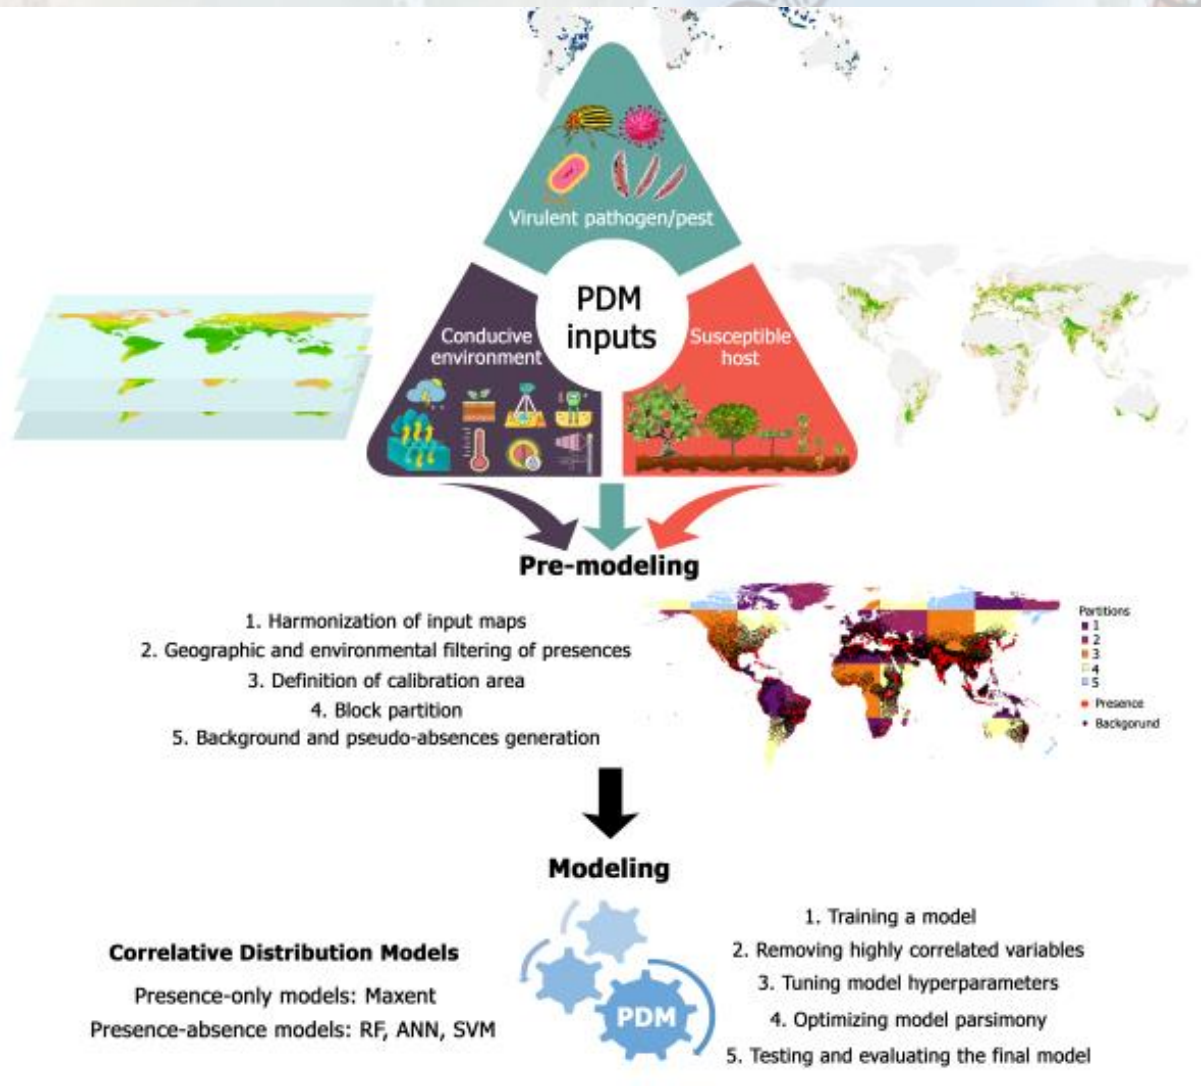 Virulent pathogen/pest
PDM
inputs
Conducive
environment
Susceptible
host
Pre-modeling
1. Harmonization of input maps
2. Geographic and environmental filtering of presences
3. Definition of calibration area
4. Block partition
5. Background and pseudo-absences generation
Partitions
1
2
3
4
5
Presence
Backgorund
Modeling
Correlative Distribution Models
Presence-only models: Maxent
Presence-absence models: RF, ANN, SVM
PDM
1. Training a model
2. Removing highly correlated variables
3. Tuning model hyperparameters
4. Optimizing model parsimony
5. Testing and evaluating the final model